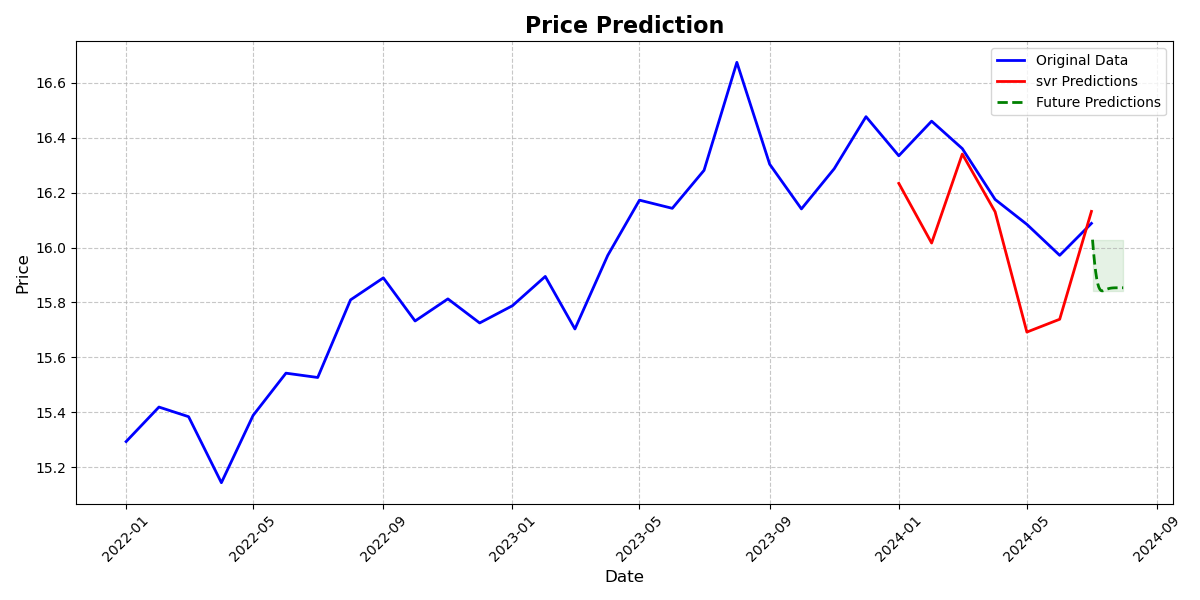 Price Prediction
Original Data
svr Predictions
Future Predictions
Price
16.6
16.4
16.2
16.0
15.8
15.6
15.4
15.2
2022-01
2022-05
2022-09
2023-01
2023-05
2023-09
2024-01
2024-05
2024-09
Date